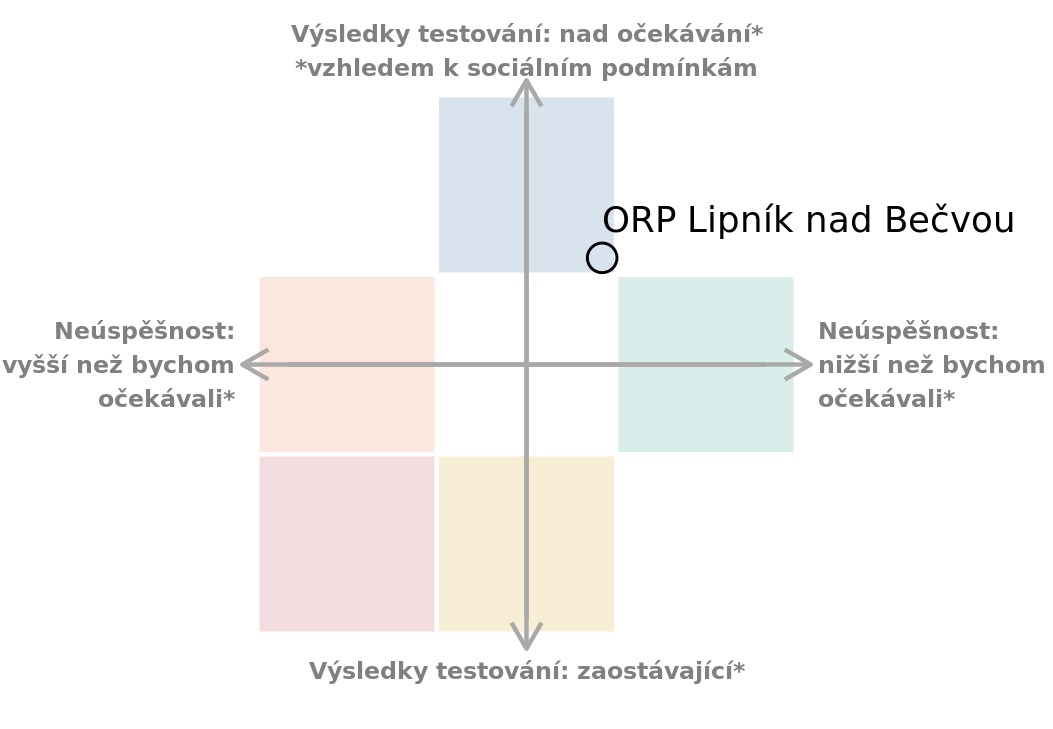 Výsledky testování: nad očekávání*
*vzhledem k sociálním podmínkám
ORP Lipník nad Bečvou
Neúspěšnost:
vyšší než bychom
očekávali*
Neúspěšnost:
nižší než bychom
očekávali*
Výsledky testování: zaostávající*